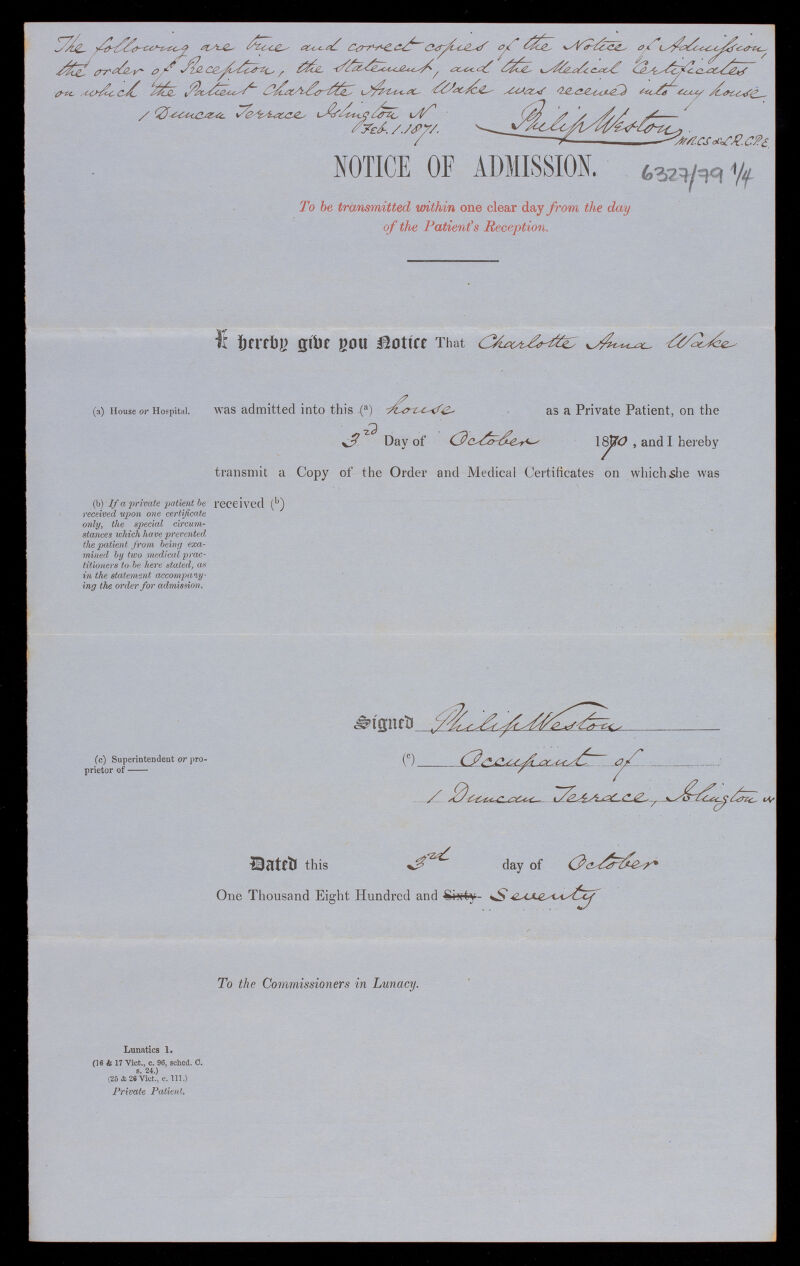 The following are true and correct copies of the Notice of Admission,
the order of Reception, the Statement, and the Medical Certificates
on which the Patient Charlotte Anna Wake was received into my house.
1 Duncan Terrace Islington N
Feb. 1. 1871. Philip Weston M.R.C.S & L.R.C.P.E.
NOTICE OF ADMISSION. 6327/79 1/4
To be transmitted within one clear day from the day
of the Patient's Reception.
I hereby give you Notice That Charlotte Anna Wake
(a) House or Hospital. was admitted into this (a) house as a Private Patient, on the
3rd Day of October 1870, and I hereby
transmit a Copy of the Order and Medical Certificates on which she was
received (b)
(b) If a private patient be
received upon one certificate
only, the special circum-
stances which have prevented
the patient from being exa-
mined by two medical prac-
titioners to be here stated, as
in the statement accompany-
ing the order for admission.
Signed Philip Weston
(c) Superintendent or pro-
prietor of —
(c) Occupant of
1 Duncan Terrace, Islington N
Dated this 3rd day of October
One Thousand Eight Hundred and Sixty Seventy
To the Commissioners in Lunacy.
Lunatics 1.
(16 & 17 Vict., c. 96, sched. C.
s. 24.)
(25 & 26 Vict., c. 111.)
Private Patient.